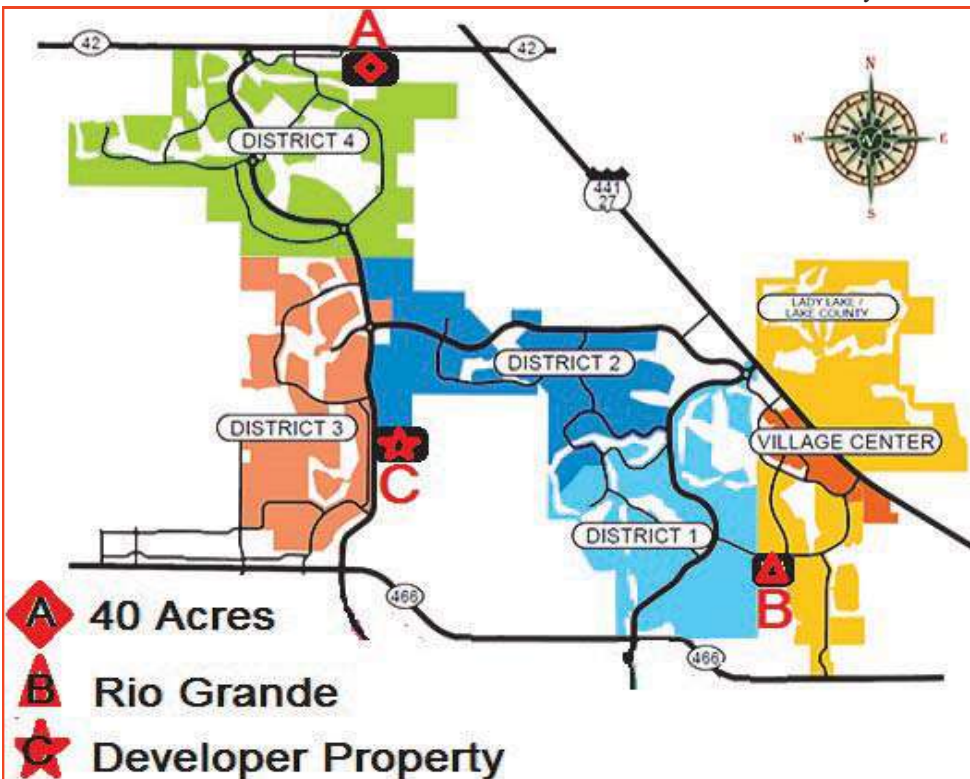 A
42
42
N
W
E
S
DISTRICT 4
441
27
LADY LAKE /
LAKE COUNTY
DISTRICT 2
DISTRICT 3
VILLAGE CENTER
C
DISTRICT 1
B
466
466
A 40 Acres
B Rio Grande
C Developer Property